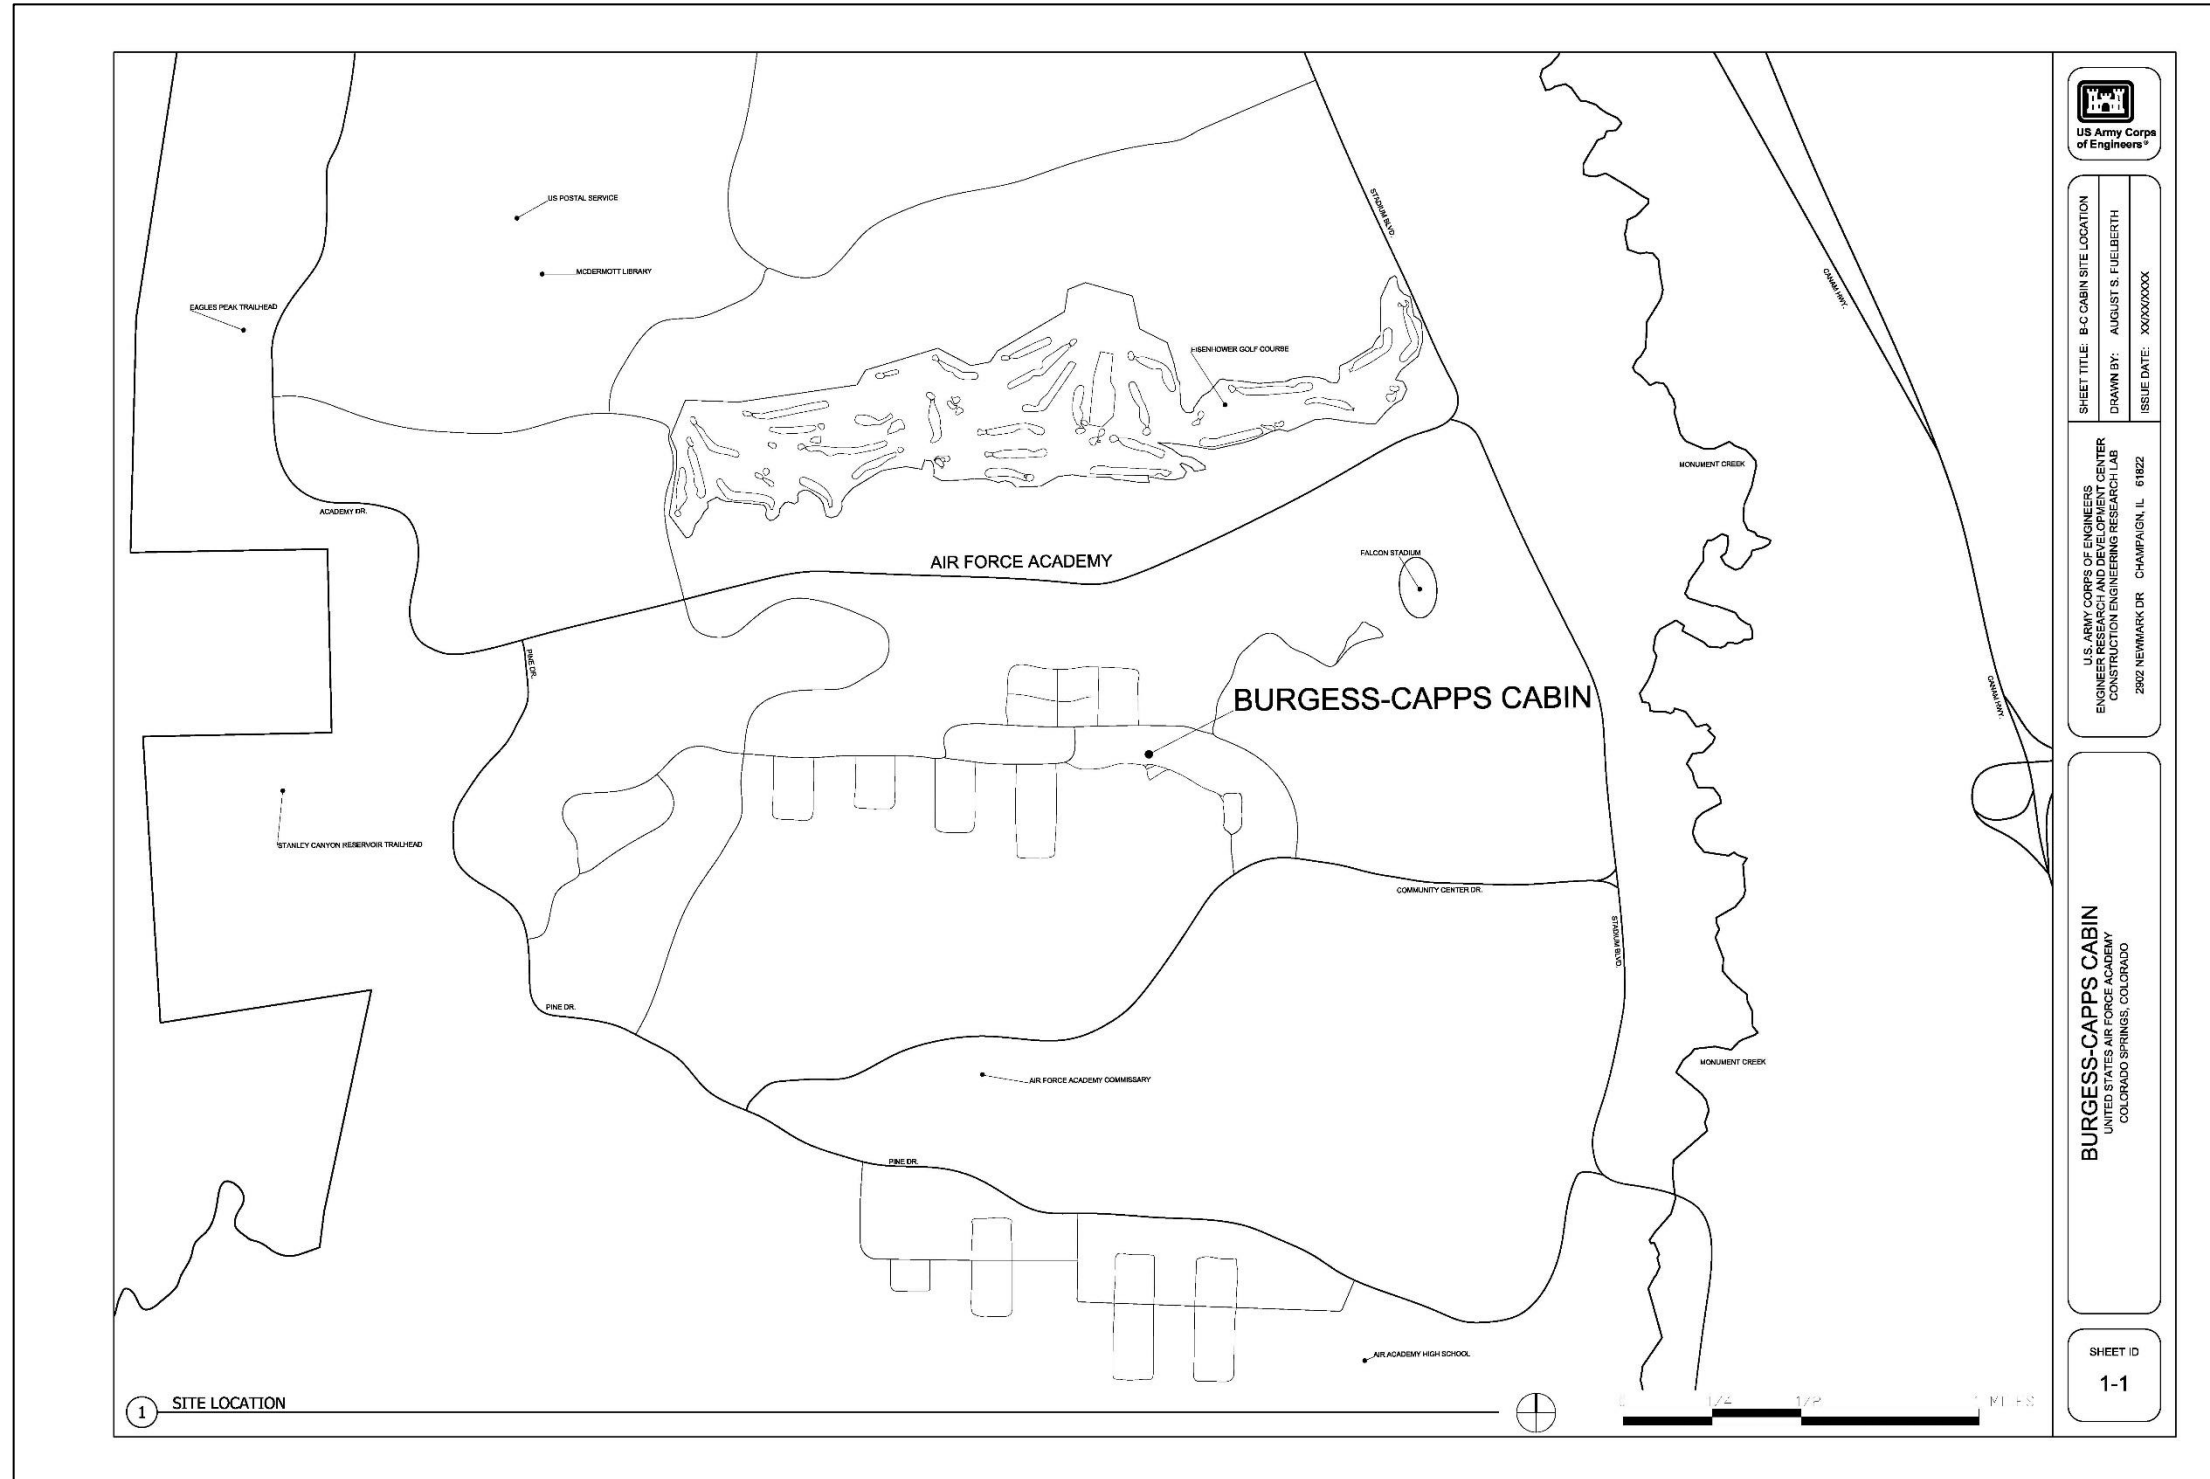 US POSTAL SERVICE
MCDERMOTT LIBRARY
EAGLES PEAK TRAILHEAD
STADIUM BLVD.
CANAM HWY.
EISENHOWER GOLF COURSE
MONUMENT CREEK
ACADEMY DR.
AIR FORCE ACADEMY
FALCON STADIUM
PINE DR.
BURGESS-CAPPS CABIN
CANAM HWY.
STANLEY CANYON RESERVOIR TRAILHEAD
COMMUNITY CENTER DR.
STADIUM BLVD.
PINE DR.
MONUMENT CREEK
AIR FORCE ACADEMY COMMISSARY
PINE DR.
AIR ACADEMY HIGH SCHOOL
1 SITE LOCATION
1/4 1/2 MILES
US Army Corps
of Engineers®
SHEET TITLE: B-C CABIN SITE LOCATION
DRAWN BY: AUGUST S. FUELBERTH
ISSUE DATE: XX/XX/XXXX
U.S. ARMY CORPS OF ENGINEERS
ENGINEER RESEARCH AND DEVELOPMENT CENTER
CONSTRUCTION ENGINEERING RESEARCH LAB
2902 NEWMARK DR CHAMPAIGN, IL 61822
BURGESS-CAPPS CABIN
UNITED STATES AIR FORCE ACADEMY
COLORADO SPRINGS, COLORADO
SHEET ID
1-1